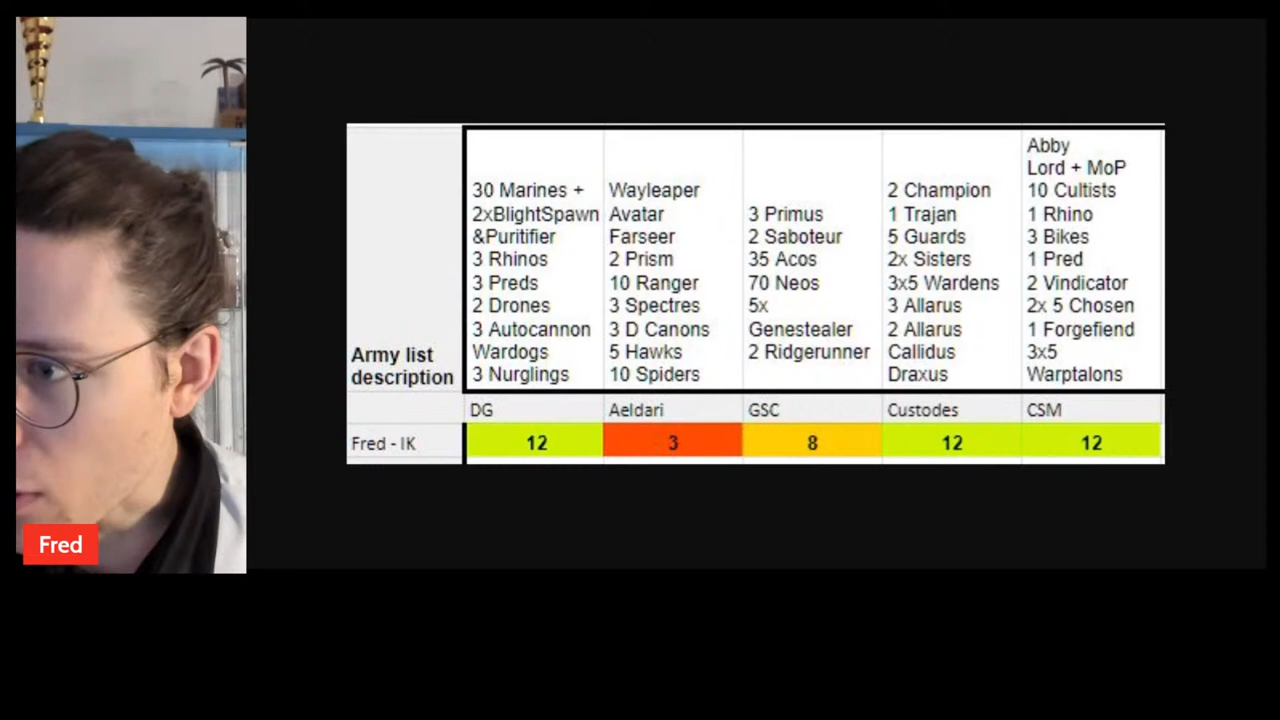 Army list
description
30 Marines +
2xBlightSpawn
&Puritifier
3 Rhinos
3 Preds
2 Drones
3 Autocannon
Wardogs
3 Nurglings
Wayleaper
Avatar
Farseer
2 Prism
10 Ranger
3 Spectres
3 D Canons
5 Hawks
10 Spiders
3 Primus
2 Saboteur
35 Acos
70 Neos
5x
Genestealer
2 Ridgerunner
2 Champion
1 Trajan
5 Guards
2x Sisters
3x5 Wardens
3 Allarus
2 Allarus
Callidus
Draxus
Abby
Lord + MoP
10 Cultists
1 Rhino
3 Bikes
1 Pred
2 Vindicator
2x 5 Chosen
1 Forgefiend
3x5
Warptalons
DG Aeldari GSC Custodes CSM
Fred - IK 12 3 8 12 12
Fred